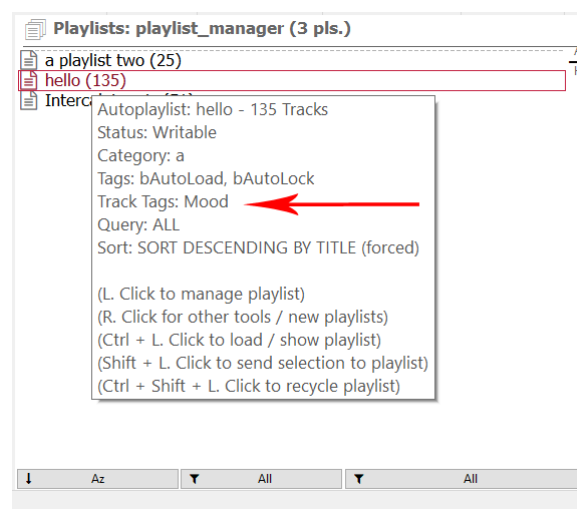 Playlists: playlist_manager (3 pls.)
a playlist two (25)
hello (135)
Autoplaylist: hello - 135 Tracks
Status: Writable
Category: a
Tags: bAutoLoad, bAutoLock
Track Tags: Mood
Query: ALL
Sort: SORT DESCENDING BY TITLE (forced)
(L. Click to manage playlist)
(R. Click for other tools / new playlists)
(Ctrl + L. Click to load / show playlist)
(Shift + L. Click to send selection to playlist)
(Ctrl + Shift + L. Click to recycle playlist)
Az
All
All